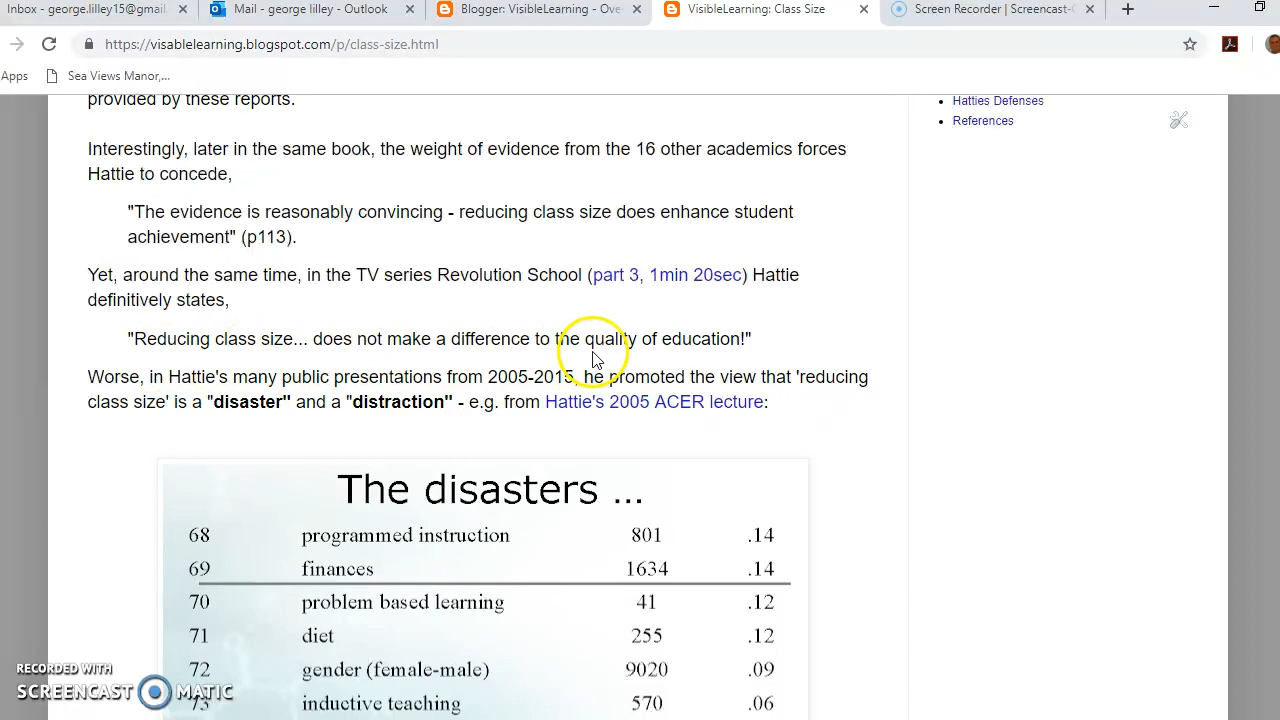 Inbox - george.lilley15@gmail.
Mail - george lilley - Outlook
Blogger: VisibleLearning - Ove
VisibleLearning: Class Size
Screen Recorder | Screencast-O
https://visablelearning.blogspot.com/p/class-size.html
Apps
Sea Views Manor,...
provided by these reports.
Interestingly, later in the same book, the weight of evidence from the 16 other academics forces
Hattie to concede,
"The evidence is reasonably convincing - reducing class size does enhance student
achievement" (p113).
Yet, around the same time, in the TV series Revolution School (part 3, 1min 20sec) Hattie
definitively states,
"Reducing class size... does not make a difference to the quality of education!"
Worse, in Hattie's many public presentations from 2005-2015, he promoted the view that 'reducing
class size' is a "disaster" and a "distraction" - e.g. from Hattie's 2005 ACER lecture:
The disasters ...
68 programmed instruction 801 .14
69 finances 1634 .14
70 problem based learning 41 .12
71 diet 255 .12
72 gender (female-male) 9020 .09
73 inductive teaching 570 .06
Hatties Defenses
References
RECORDED WITH
SCREENCAST MATIC